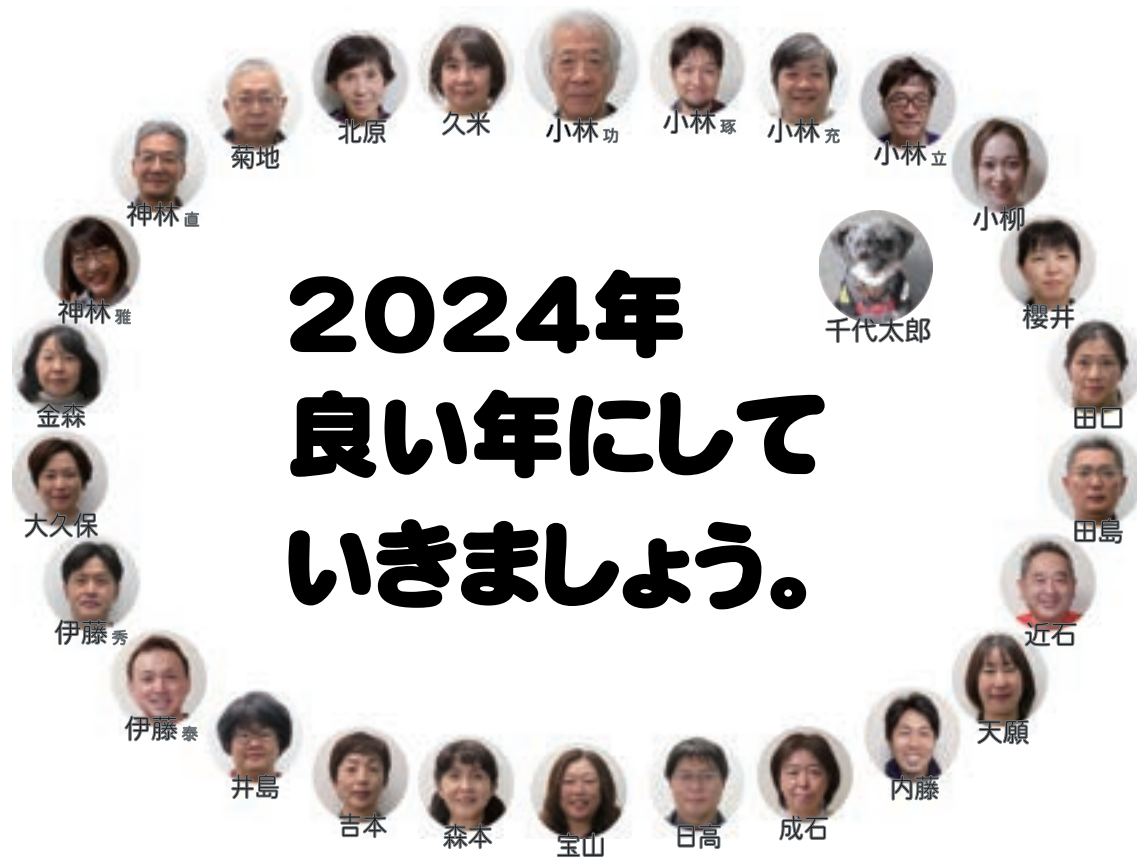 小林 功
小林 琢
小林 充
小林 立
小柳
櫻井
田口
田島
近石
天願
内藤
成石
日高
宝山
森本
吉本
井島
伊藤 泰
伊藤 秀
大久保
金森
神林 雅
神林 直
菊地
北原
久米
千代太郎
2024年
良い年にして
いきましょう。